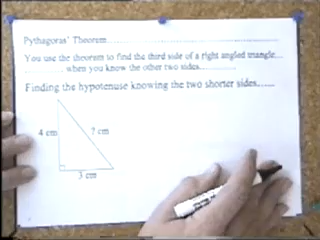 Pythagoras' Theorem...........................................................
You use the theorem to find the third side of a right angled triangle....
..............when you know the other two sides..............
Finding the hypotenuse knowing the two shorter sides......
4 cm
? cm
3 cm